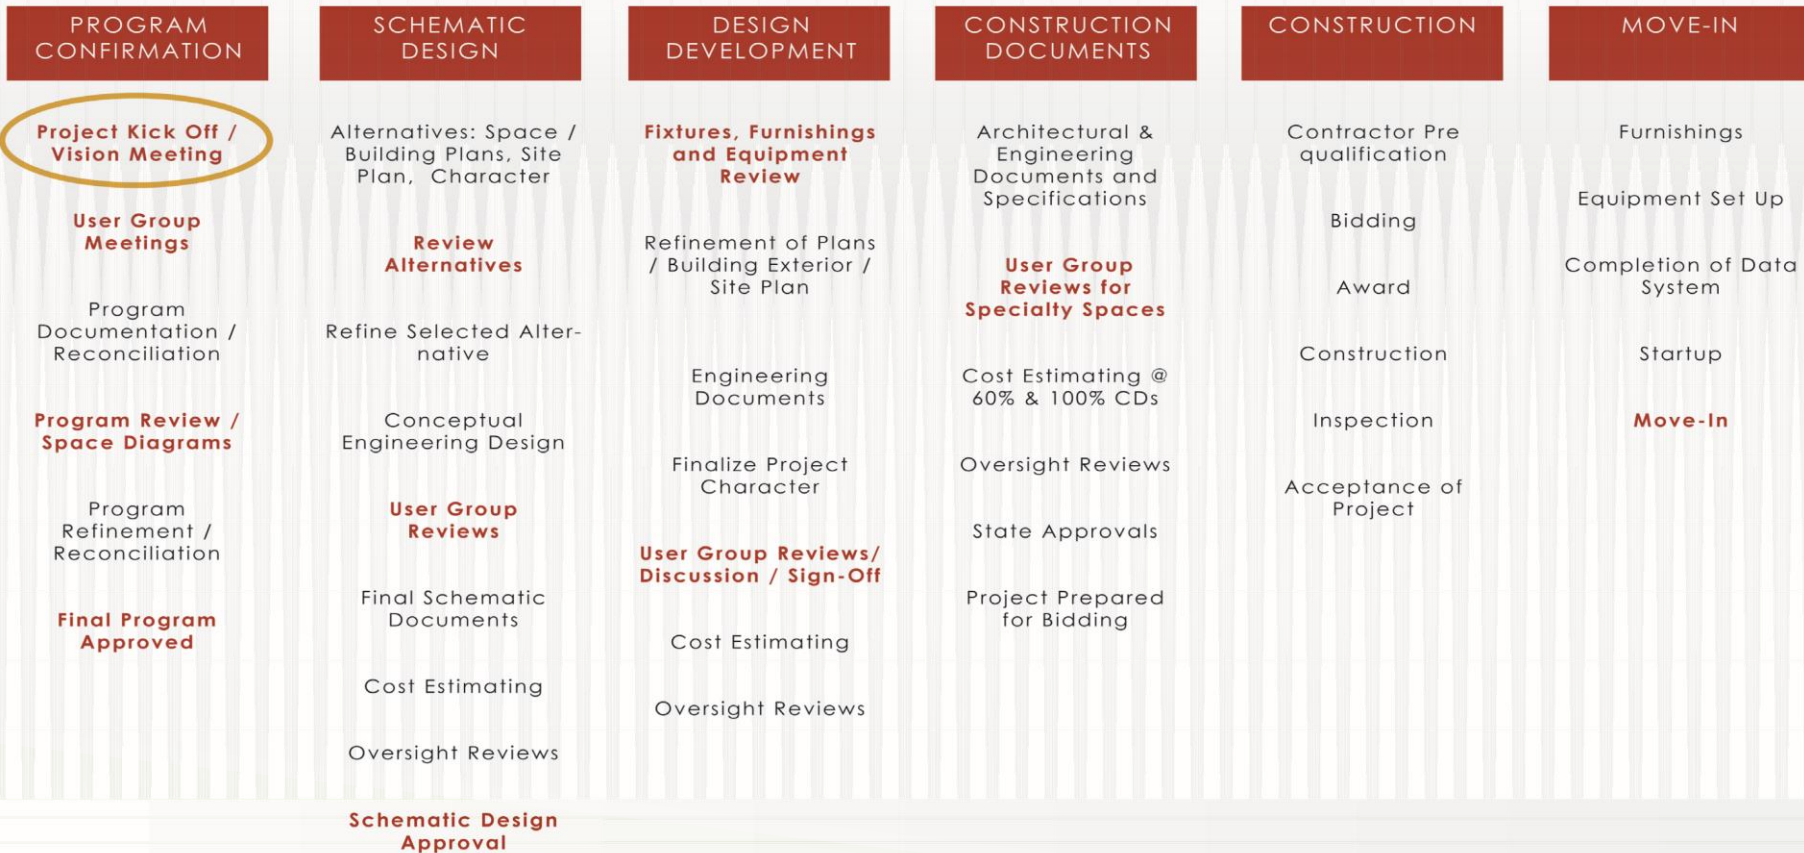 PROGRAM
CONFIRMATION
Project Kick Off /
Vision Meeting
User Group
Meetings
Program
Documentation /
Reconciliation
Program Review /
Space Diagrams
Program
Refinement /
Reconciliation
Final Program
Approved
SCHEMATIC
DESIGN
Alternatives: Space /
Building Plans, Site
Plan, Character
Review
Alternatives
Refine Selected Alter-
native
Conceptual
Engineering Design
User Group
Reviews
Final Schematic
Documents
Cost Estimating
Oversight Reviews
Schematic Design
Approval
DESIGN
DEVELOPMENT
Fixtures, Furnishings
and Equipment
Review
Refinement of Plans
/ Building Exterior /
Site Plan
Engineering
Documents
Finalize Project
Character
User Group Reviews/
Discussion / Sign-Off
Cost Estimating
Oversight Reviews
CONSTRUCTION
DOCUMENTS
Architectural &
Engineering
Documents and
Specifications
User Group
Reviews for
Specialty Spaces
Cost Estimating @
60% & 100% CDs
Oversight Reviews
State Approvals
Project Prepared
for Bidding
CONSTRUCTION
Contractor Pre
qualification
Bidding
Award
Construction
Inspection
Acceptance of
Project
MOVE-IN
Furnishings
Equipment Set Up
Completion of Data
System
Startup
Move-In